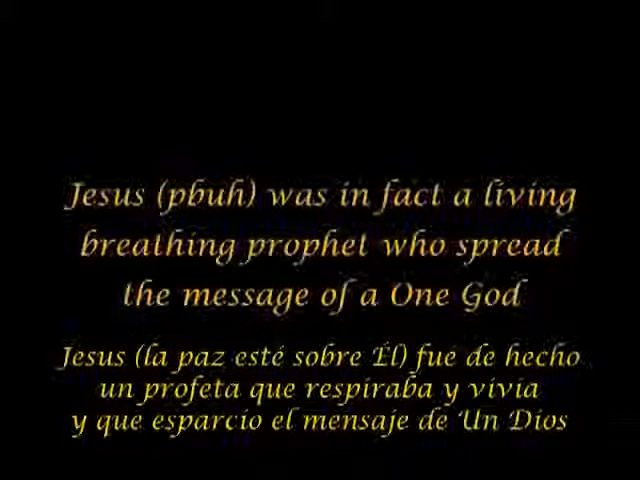 Jesus (pbuh) was in fact a living
breathing prophet who spread
the message of a One God
Jesus (la paz esté sobre Él) fué de hecho
un profeta que respiraba y vivia
y que esparcio el mensaje de Un Dios